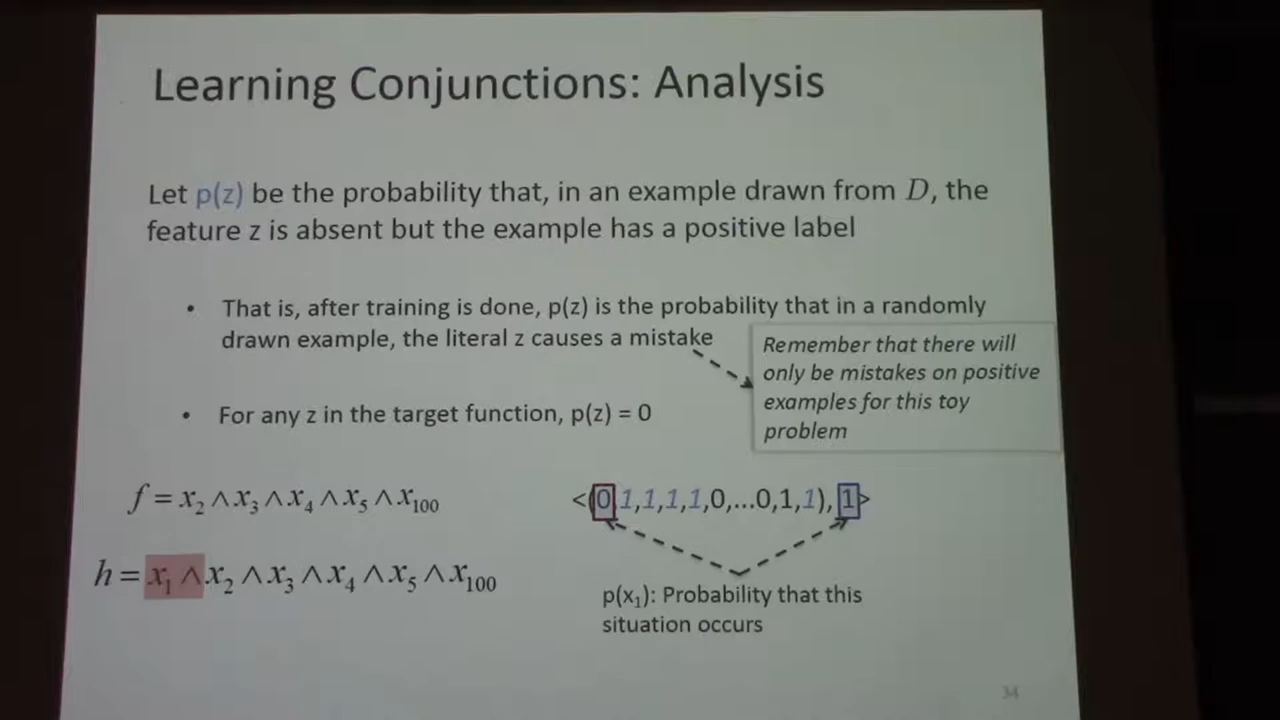 Learning Conjunctions: Analysis
Let p(z) be the probability that, in an example drawn from D, the
feature z is absent but the example has a positive label
• That is, after training is done, p(z) is the probability that in a randomly
drawn example, the literal z causes a mistake
Remember that there will
only be mistakes on positive
examples for this toy
problem
• For any z in the target function, p(z) = 0
f = x₂ ∧ x₃ ∧ x₄ ∧ x₅ ∧ x₁₀₀
<(0,1,1,1,1,0,...0,1,1), 1>
h = x₁ ∧ x₂ ∧ x₃ ∧ x₄ ∧ x₅ ∧ x₁₀₀
p(x₁): Probability that this
situation occurs
34